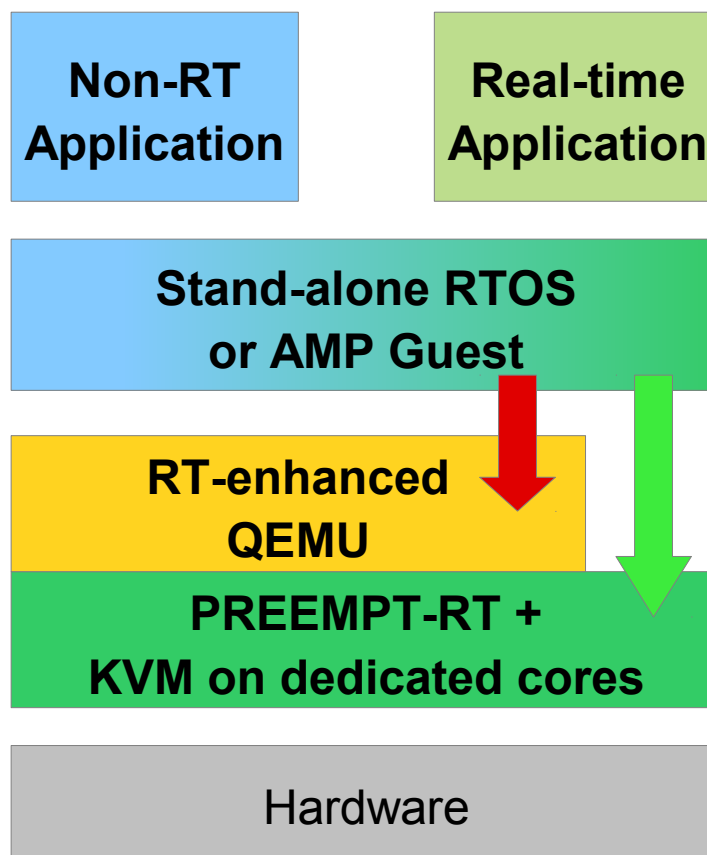 Non-RT
Application
Real-time
Application
Stand-alone RTOS
or AMP Guest
RT-enhanced
QEMU
PREEMPT-RT +
KVM on dedicated cores
Hardware